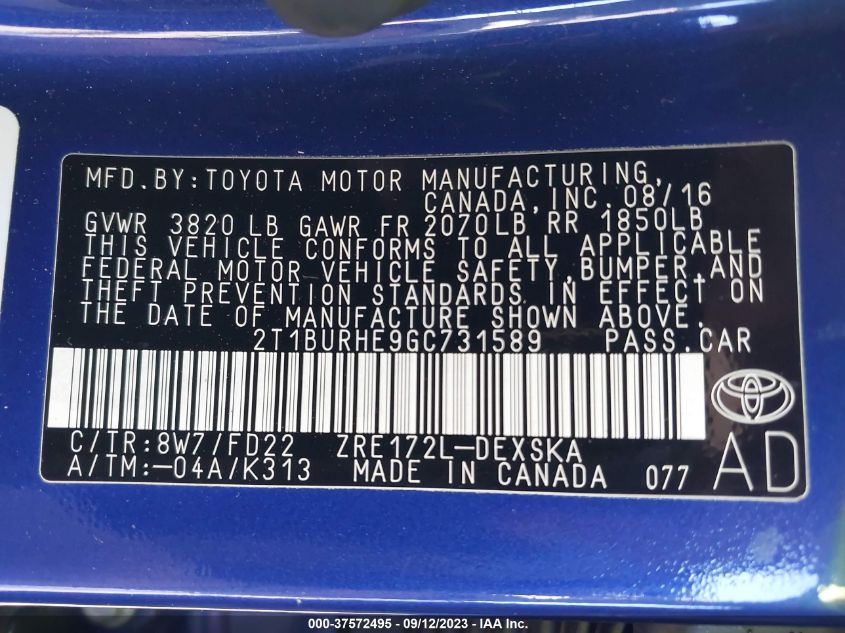 MFD.BY:TOYOTA MOTOR MANUFACTURING,
CANADA,INC. 08/16
GVWR 3820 LB GAWR FR 2070LB RR 1850LB
THIS VEHICLE CONFORMS TO ALL APPLICABLE
FEDERAL MOTOR VEHICLE SAFETY,BUMPER,AND
THEFT PREVENTION STANDARDS IN EFFECT ON
THE DATE OF MANUFACTURE SHOWN ABOVE.
2T1BURHE9GC731589 PASS.CAR
C/TR:8W7/FD22 ZRE172L-DEXSKA
A/TM:-04A/K313 MADE IN CANADA 077 AD
000-37572495 - 09/12/2023 - © IAA Inc.